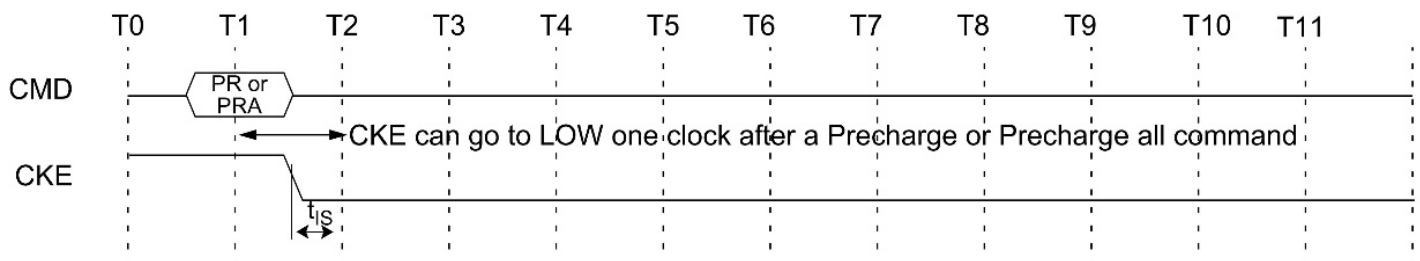 T0 T1 T2 T3 T4 T5 T6 T7 T8 T9 T10 T11
CMD
PR or
PRA
CKE can go to LOW one clock after a Precharge or Precharge all command
CKE
tIS